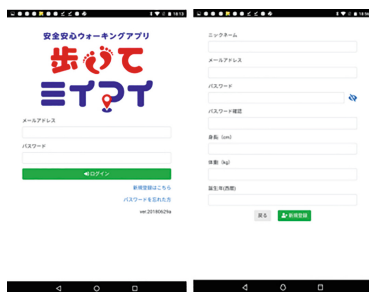 安全安心ウォーキングアプリ
歩いて
ミイマイ
メールアドレス
パスワード
ログイン
新規登録はこちら
パスワードを忘れた方
ver.20180629a
ニックネーム
メールアドレス
パスワード
パスワード確認
身長 (cm)
体重 (kg)
誕生年(西暦)
戻る
新規登録